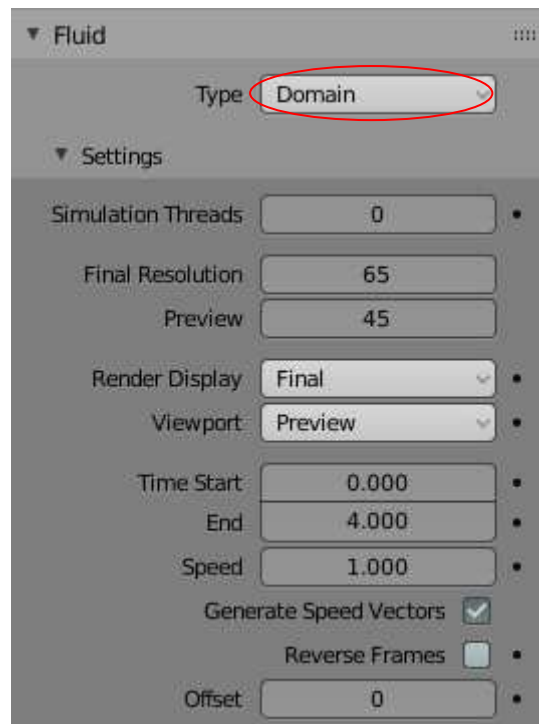 Fluid
Type Domain
Settings
Simulation Threads 0
Final Resolution 65
Preview 45
Render Display Final
Viewport Preview
Time Start 0.000
End 4.000
Speed 1.000
Generate Speed Vectors
Reverse Frames
Offset 0